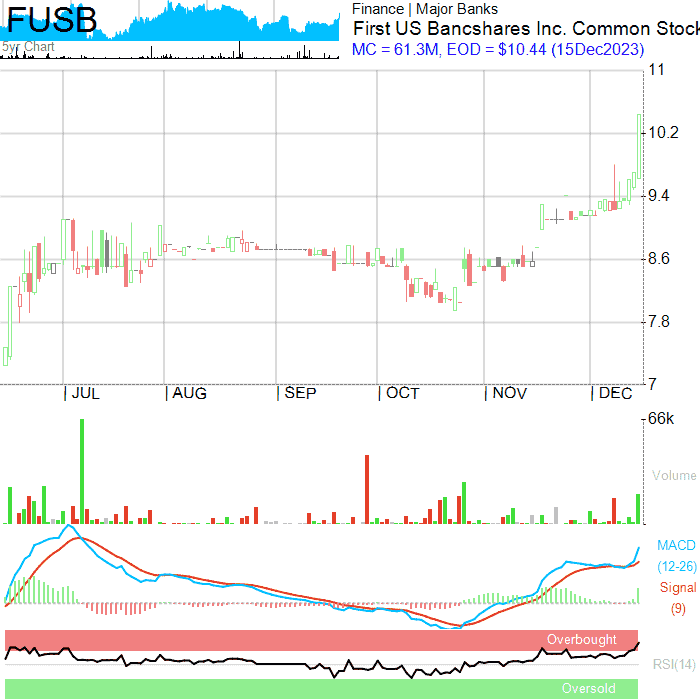 FUSB
5yr Chart
Finance | Major Banks
First US Bancshares Inc. Common Stock
MC = 61.3M, EOD = $10.44 (15Dec2023)
11
10.2
9.4
8.6
7.8
7
| JUL | AUG | SEP | OCT | NOV | DEC
66k
Volume
MACD
(12-26)
Signal
(9)
Overbought
RSI(14)
Oversold